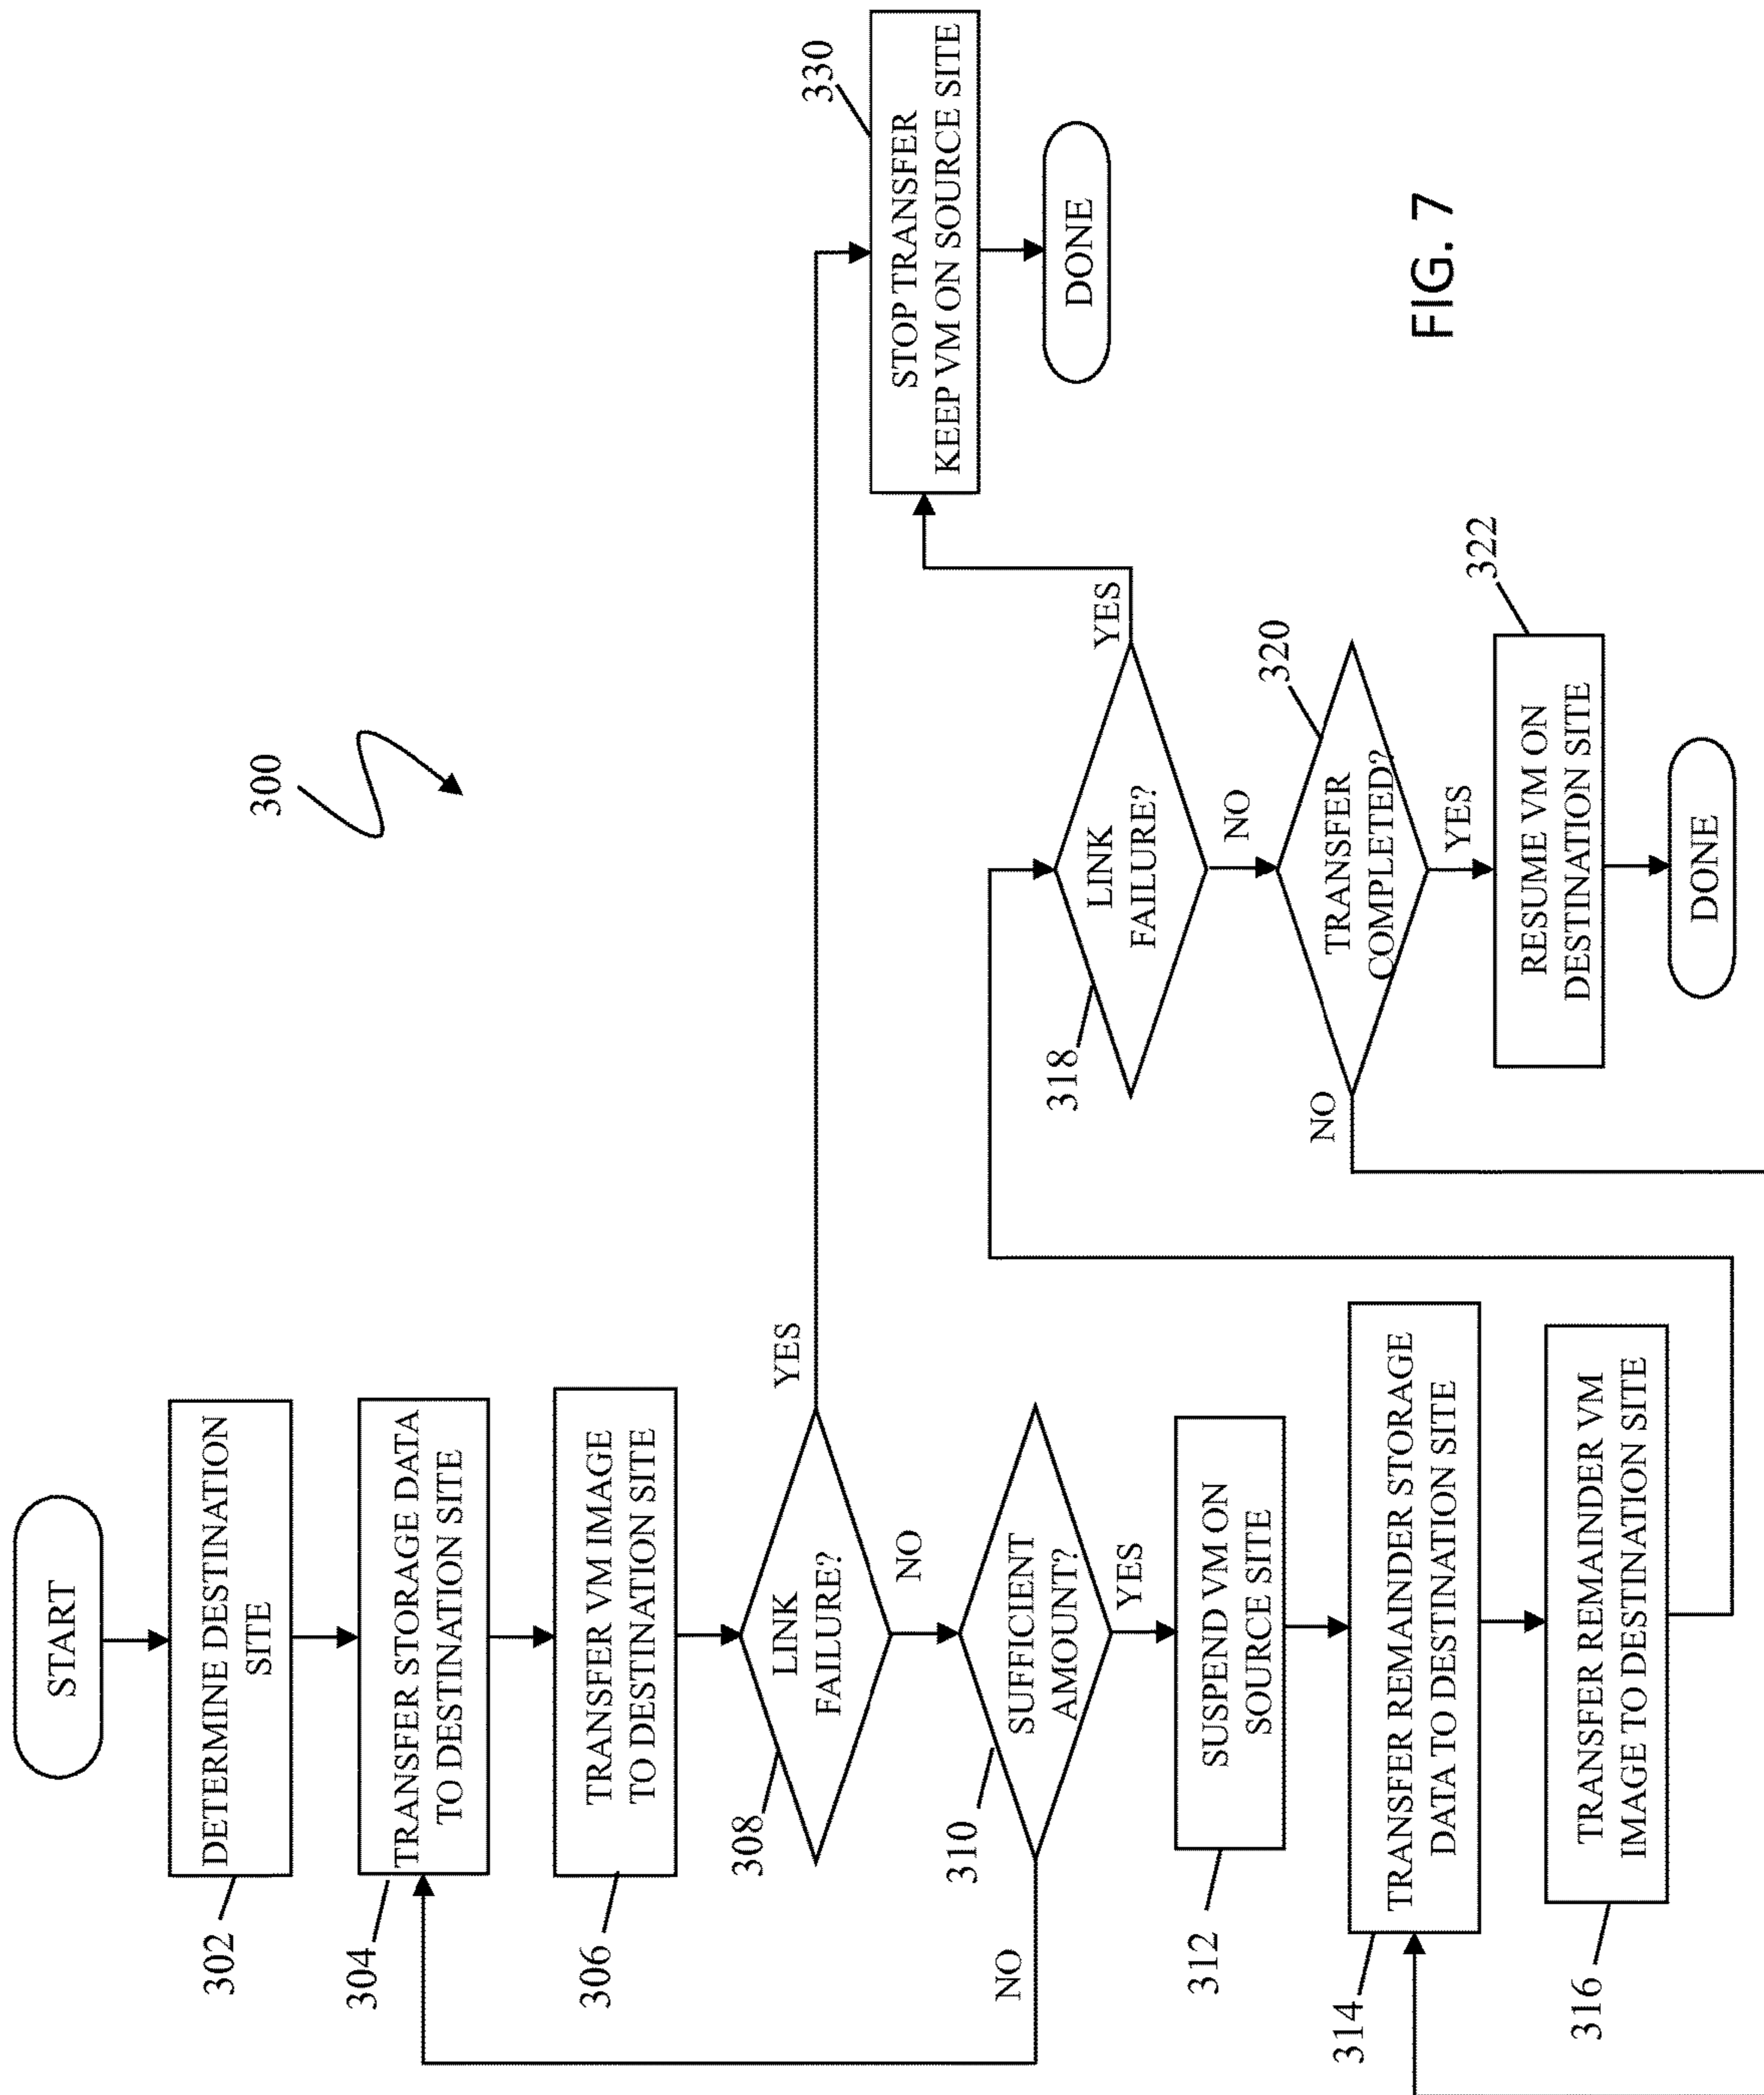 300
START
302
DETERMINE DESTINATION
SITE
304
TRANSFER STORAGE DATA
TO DESTINATION SITE
306
TRANSFER VM IMAGE
TO DESTINATION SITE
308
LINK
FAILURE?
YES
NO
310
SUFFICIENT
AMOUNT?
NO
YES
312
SUSPEND VM ON
SOURCE SITE
314
TRANSFER REMAINDER STORAGE
DATA TO DESTINATION SITE
316
TRANSFER REMAINDER VM
IMAGE TO DESTINATION SITE
318
LINK
FAILURE?
YES
NO
320
TRANSFER
COMPLETED?
NO
YES
322
RESUME VM ON
DESTINATION SITE
DONE
330
STOP TRANSFER
KEEP VM ON SOURCE SITE
DONE
FIG. 7